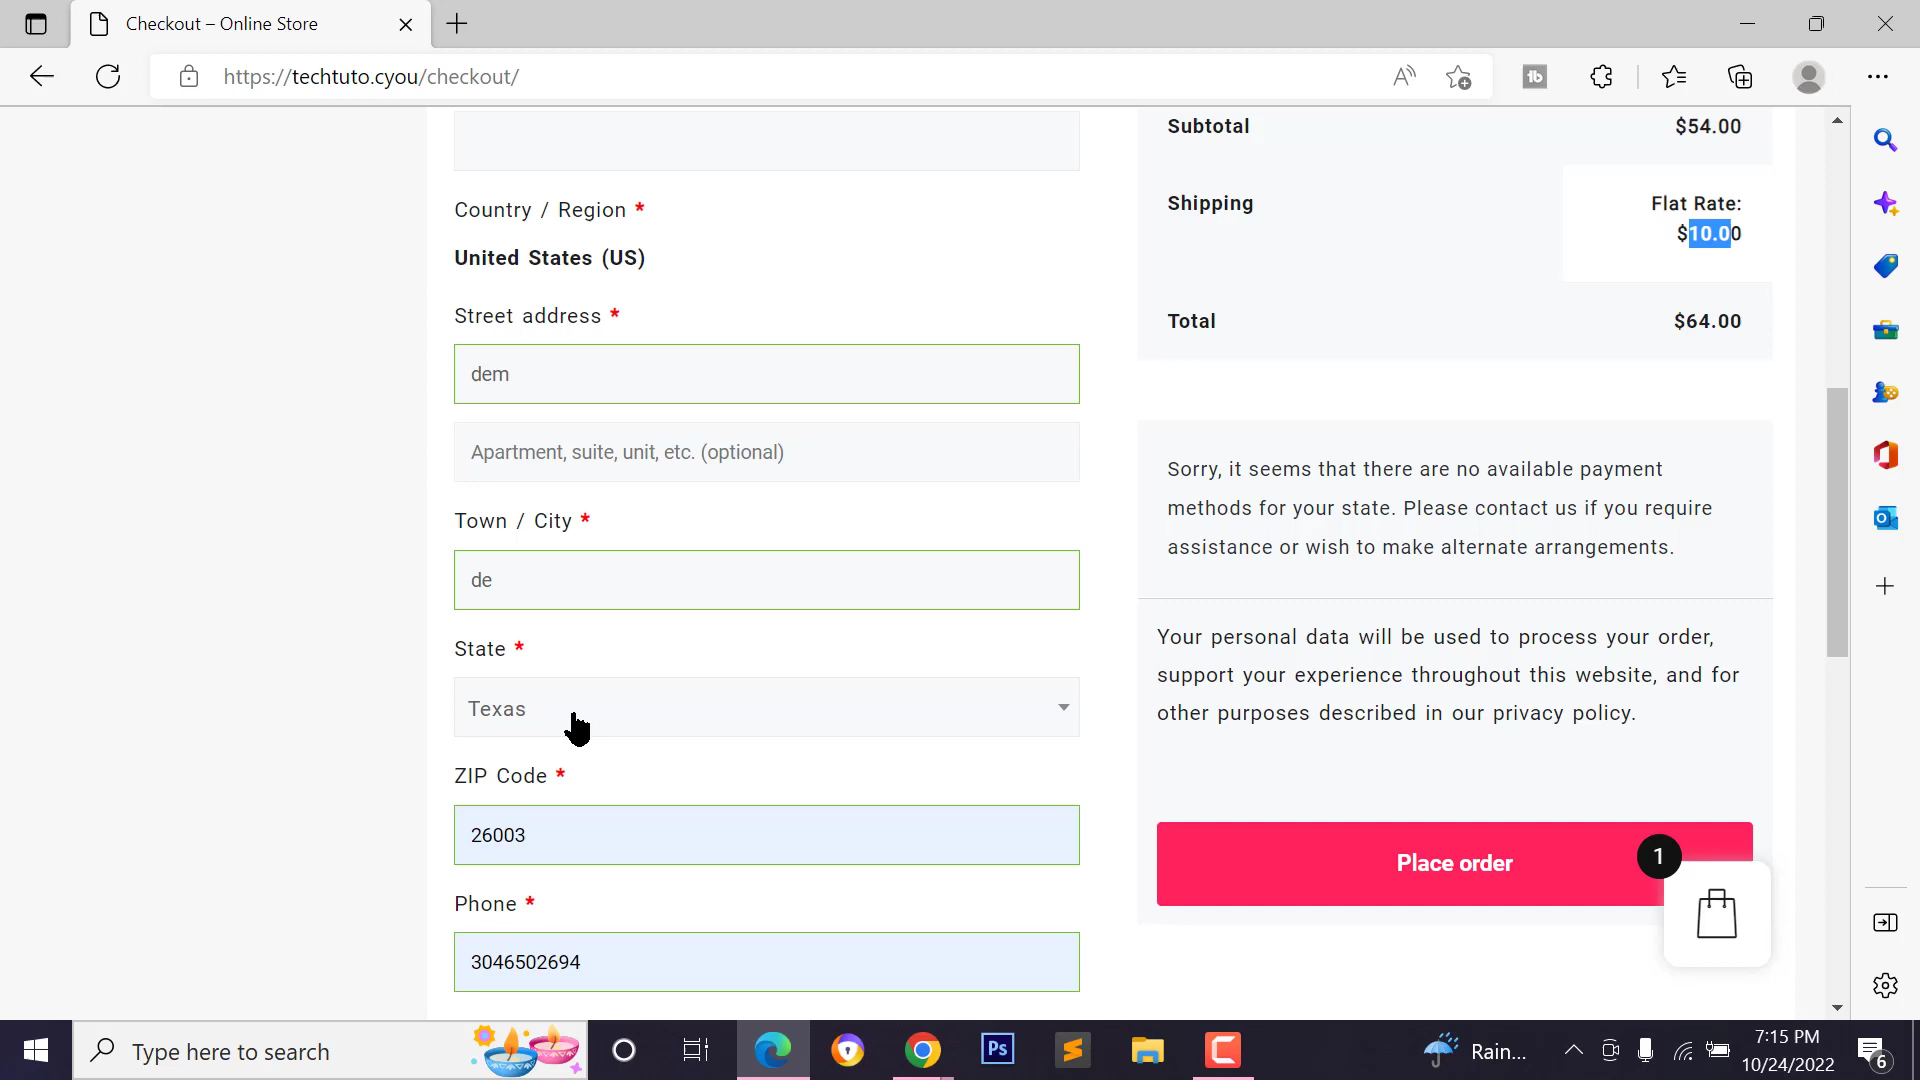 Checkout – Online Store
https://techtuto.cyou/checkout/
Subtotal
$54.00
Country / Region *
United States (US)
Shipping
Flat Rate:
$10.00
Street address *
dem
Total
$64.00
Apartment, suite, unit, etc. (optional)
Town / City *
de
Sorry, it seems that there are no available payment
methods for your state. Please contact us if you require
assistance or wish to make alternate arrangements.
State *
Texas
Your personal data will be used to process your order,
support your experience throughout this website, and for
other purposes described in our privacy policy.
ZIP Code *
26003
Place order
1
Phone *
3046502694
Type here to search
Ps
Rain...
7:15 PM
10/24/2022
6